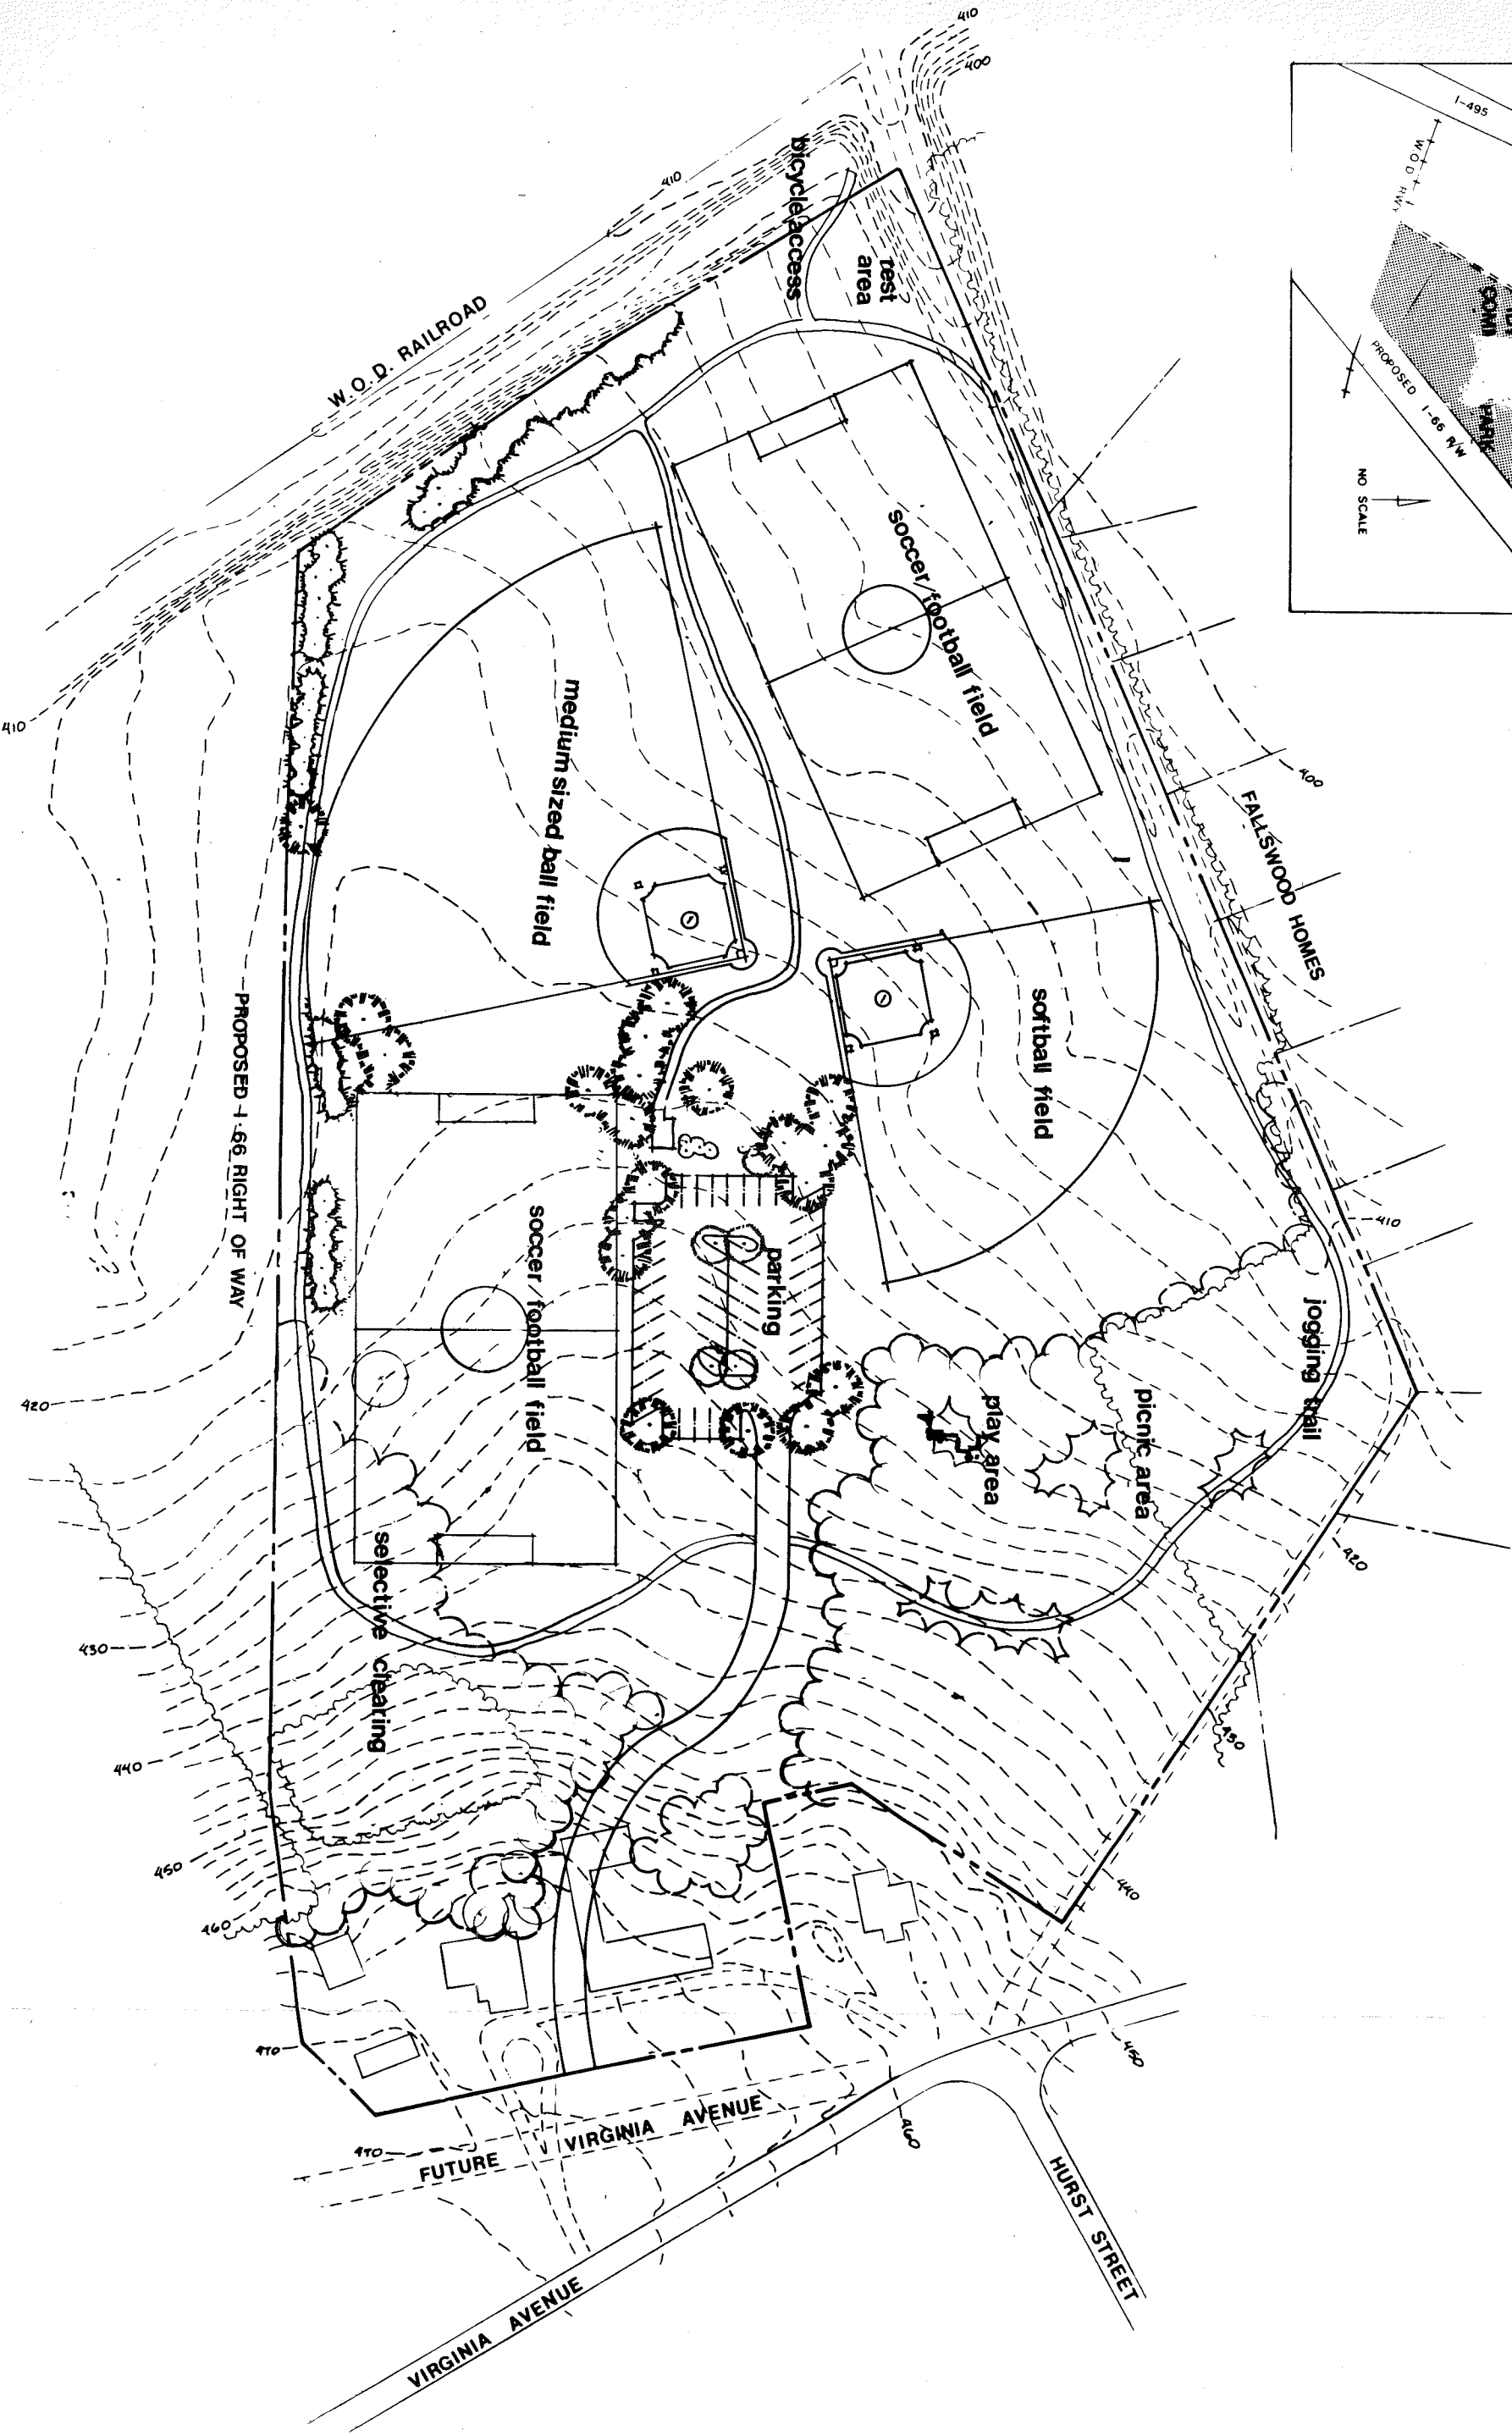 410
400
I-495
WOD RWY
COMM
PARK
PROPOSED I-66 R/W
NO SCALE
410
bicycle access
rest
area
W.O.D. RAILROAD
soccer/football field
410
medium sized ball field
400
FALLSWOOD HOMES
PROPOSED I-66 RIGHT OF WAY
softball field
410
soccer/football field
parking
jogging trail
420
play area
picnic area
420
selective clearing
430
430
440
450
440
460
470
450
470
FUTURE VIRGINIA AVENUE
460
HURST STREET
VIRGINIA AVENUE